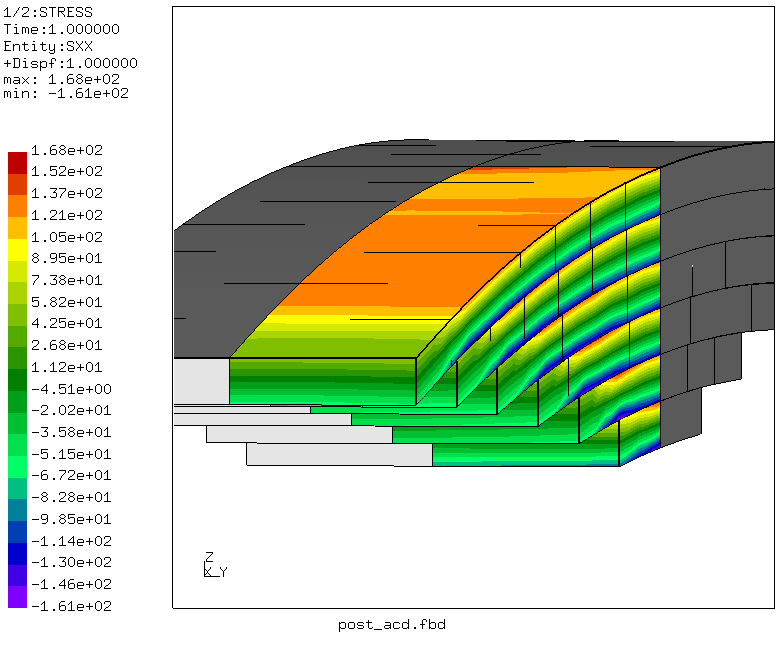 1/2:STRESS
Time:1.000000
Entity:SXX
+Dispf:1.000000
max: 1.68e+02
min: -1.61e+02
1.68e+02
1.52e+02
1.37e+02
1.21e+02
1.05e+02
8.95e+01
7.38e+01
5.82e+01
4.25e+01
2.68e+01
1.12e+01
-4.51e+00
-2.02e+01
-3.58e+01
-5.15e+01
-6.72e+01
-8.28e+01
-9.85e+01
-1.14e+02
-1.30e+02
-1.46e+02
-1.61e+02
Z
X Y
post_acd.fbd